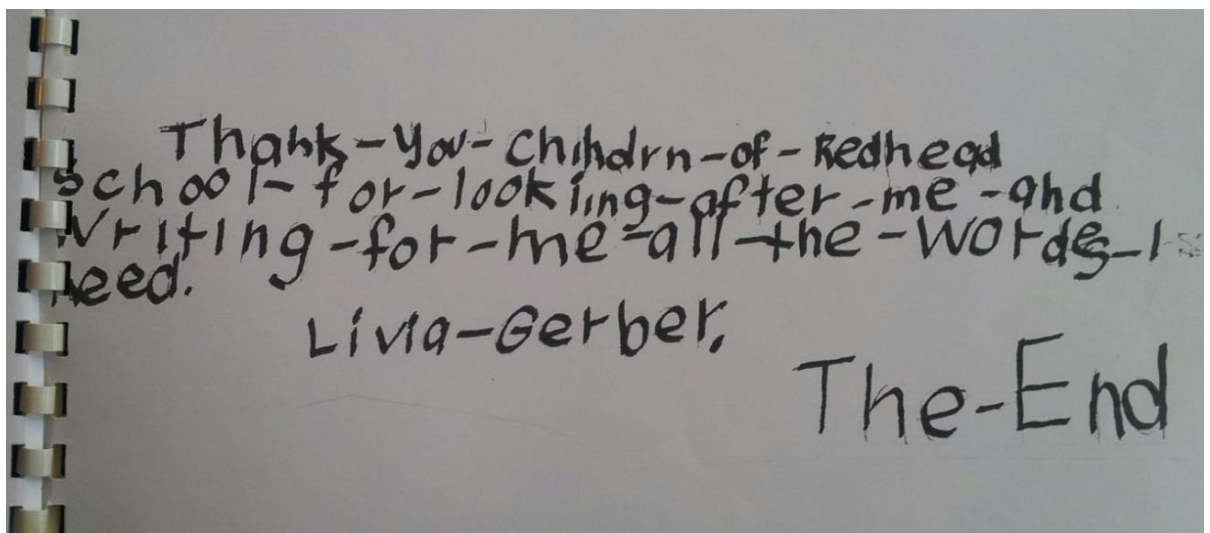 Thank-you-Chihdrn-of-Redhead
School-for-looking-after-me-and
Writing-for-me-all-the-wordes-I
need.
Livia-Gerber.
The-End